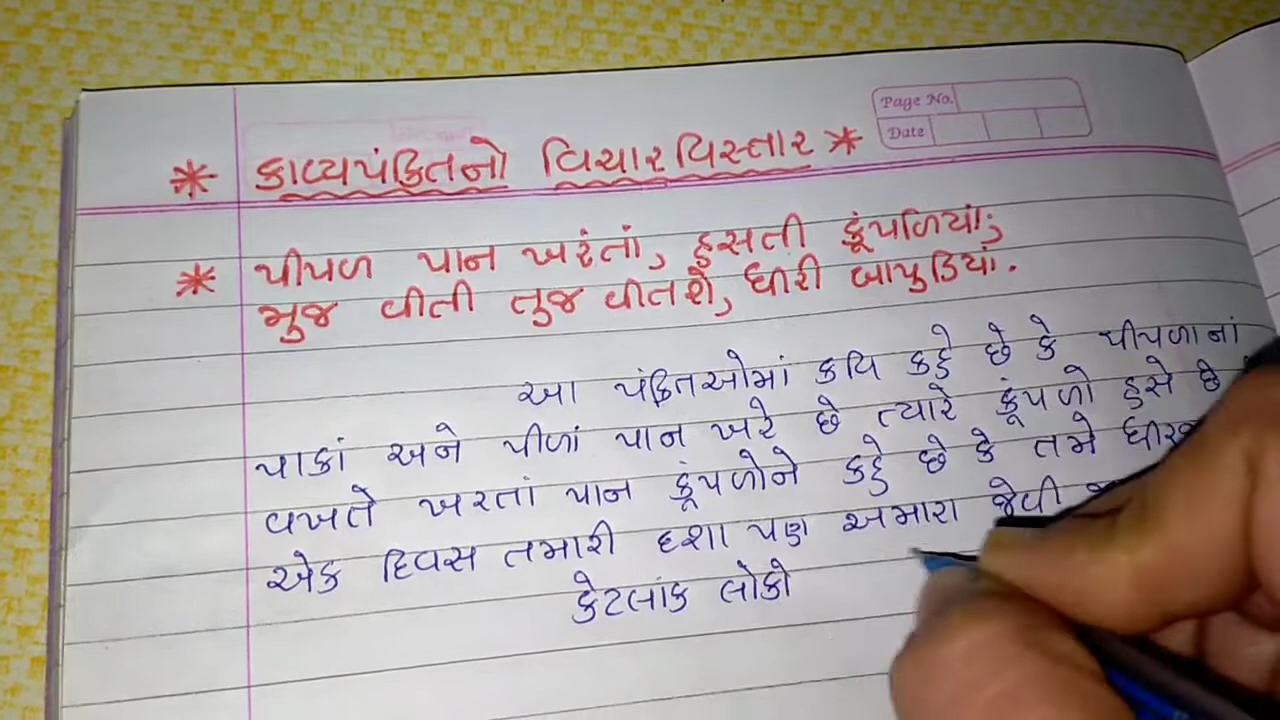 Page No.
Date
* કાવ્યપંક્તિનો વિચારવિસ્તાર *
* પીપળ પાન ખરંતાં, હસતી કૂંપળિયાં;
મુજ વીતી તુજ વીતશે, ધીરી બાપુડિયાં.
આ પંક્તિઓમાં કવિ કહે છે કે પીપળાનાં
પાકાં અને પીળાં પાન ખરે છે ત્યારે કૂંપળો હસે છે
વખતે ખરતાં પાન કૂંપળોને કહે છે કે તમે
એક દિવસ તમારી દશા પણ અમારા જેવી
કેટલાંક લોકો